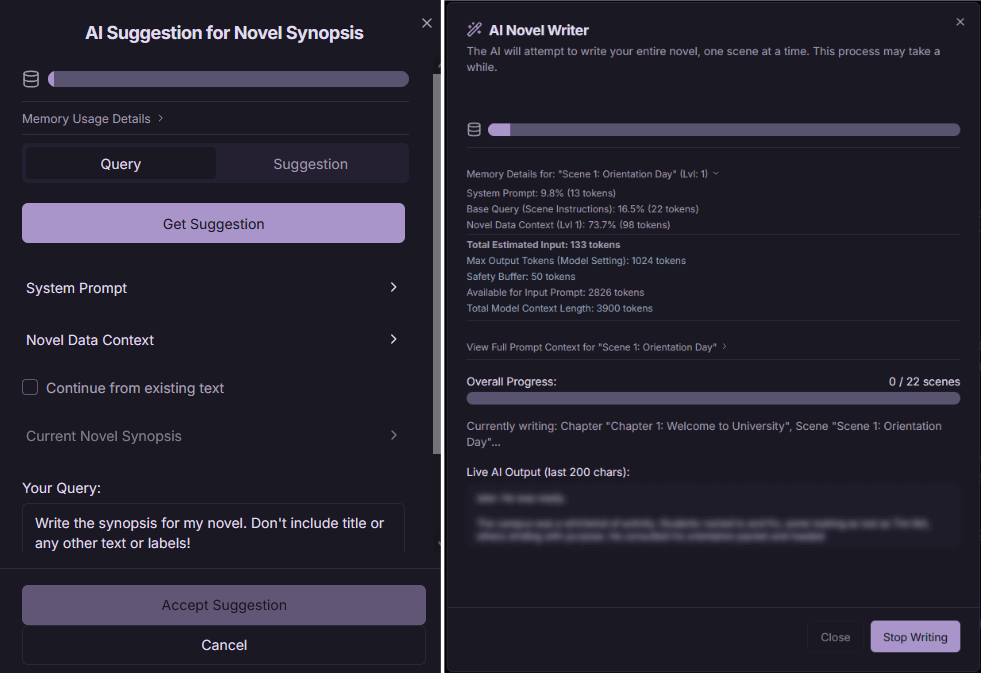 AI Suggestion for Novel Synopsis
Memory Usage Details
Query
Suggestion
Get Suggestion
System Prompt
Novel Data Context
Continue from existing text
Current Novel Synopsis
Your Query:
Write the synopsis for my novel. Don't include title or
any other text or labels!
Accept Suggestion
Cancel
AI Novel Writer
The AI will attempt to write your entire novel, one scene at a time. This process may take a
while.
Memory Details for: "Scene 1: Orientation Day" (Lvl: 1)
System Prompt: 9.8% (13 tokens)
Base Query (Scene Instructions): 16.5% (22 tokens)
Novel Data Context (Lvl 1): 73.7% (98 tokens)
Total Estimated Input: 133 tokens
Max Output Tokens (Model Setting): 1024 tokens
Safety Buffer: 50 tokens
Available for Input Prompt: 2826 tokens
Total Model Context Length: 3900 tokens
View Full Prompt Context for "Scene 1: Orientation Day"
Overall Progress:
0 / 22 scenes
Currently writing: Chapter "Chapter 1: Welcome to University", Scene "Scene 1: Orientation
Day"...
Live AI Output (last 200 chars):
Close
Stop Writing